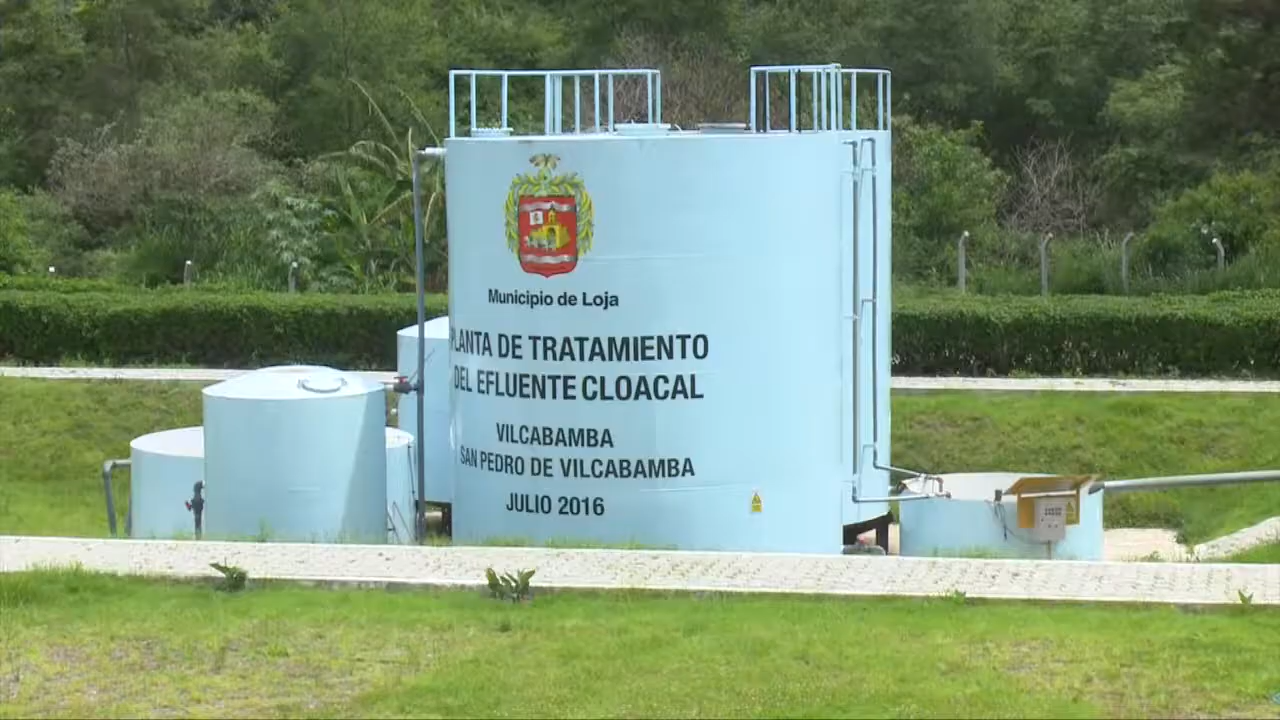 Municipio de Loja
PLANTA DE TRATAMIENTO
DEL EFLUENTE CLOACAL
VILCABAMBA
SAN PEDRO DE VILCABAMBA
JULIO 2016